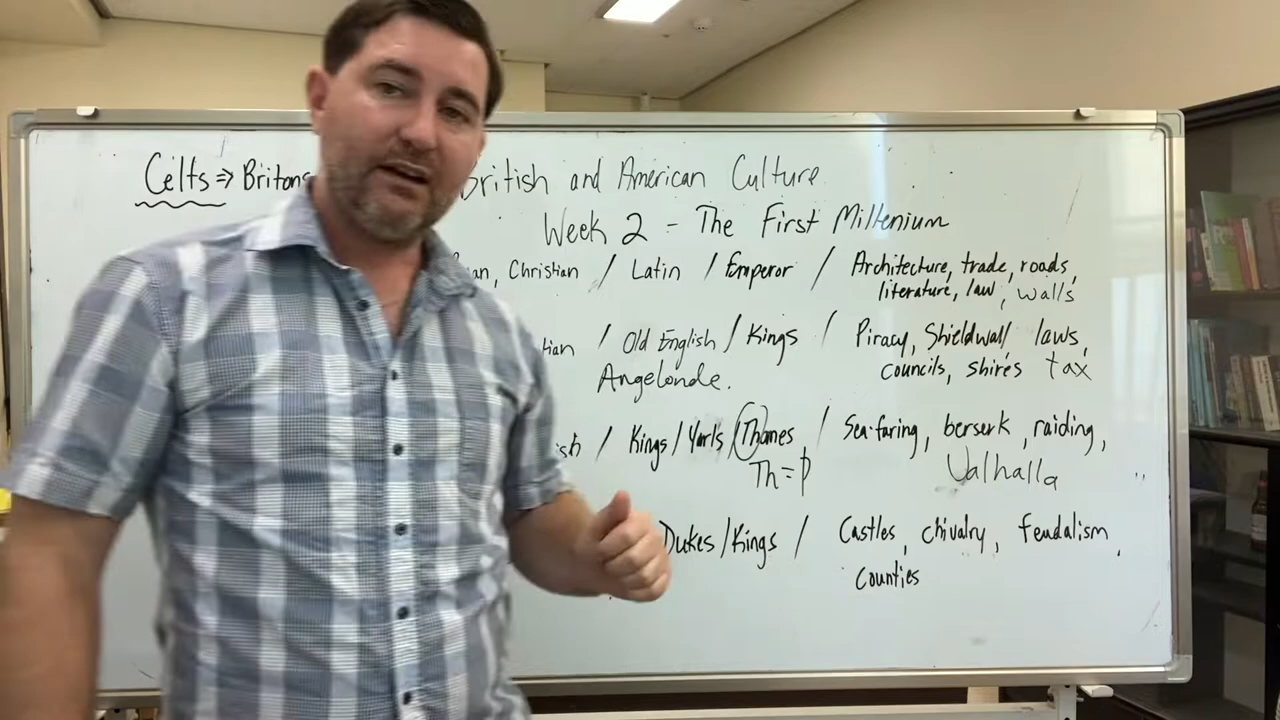 Celts ⇒ Britons British and American Culture
Week 2 - The First Millenium
, Christian / Latin / Emperor / Architecture, trade, roads,
literature, law, walls
/ Old English / Kings / Piracy, Shieldwall laws,
Angelonde. councils, shires tax
/ Kings / Yarls / Thames / Sea-faring, berserk, raiding,
Th = þ Valhalla
Dukes/Kings / Castles, chivalry, feudalism,
counties